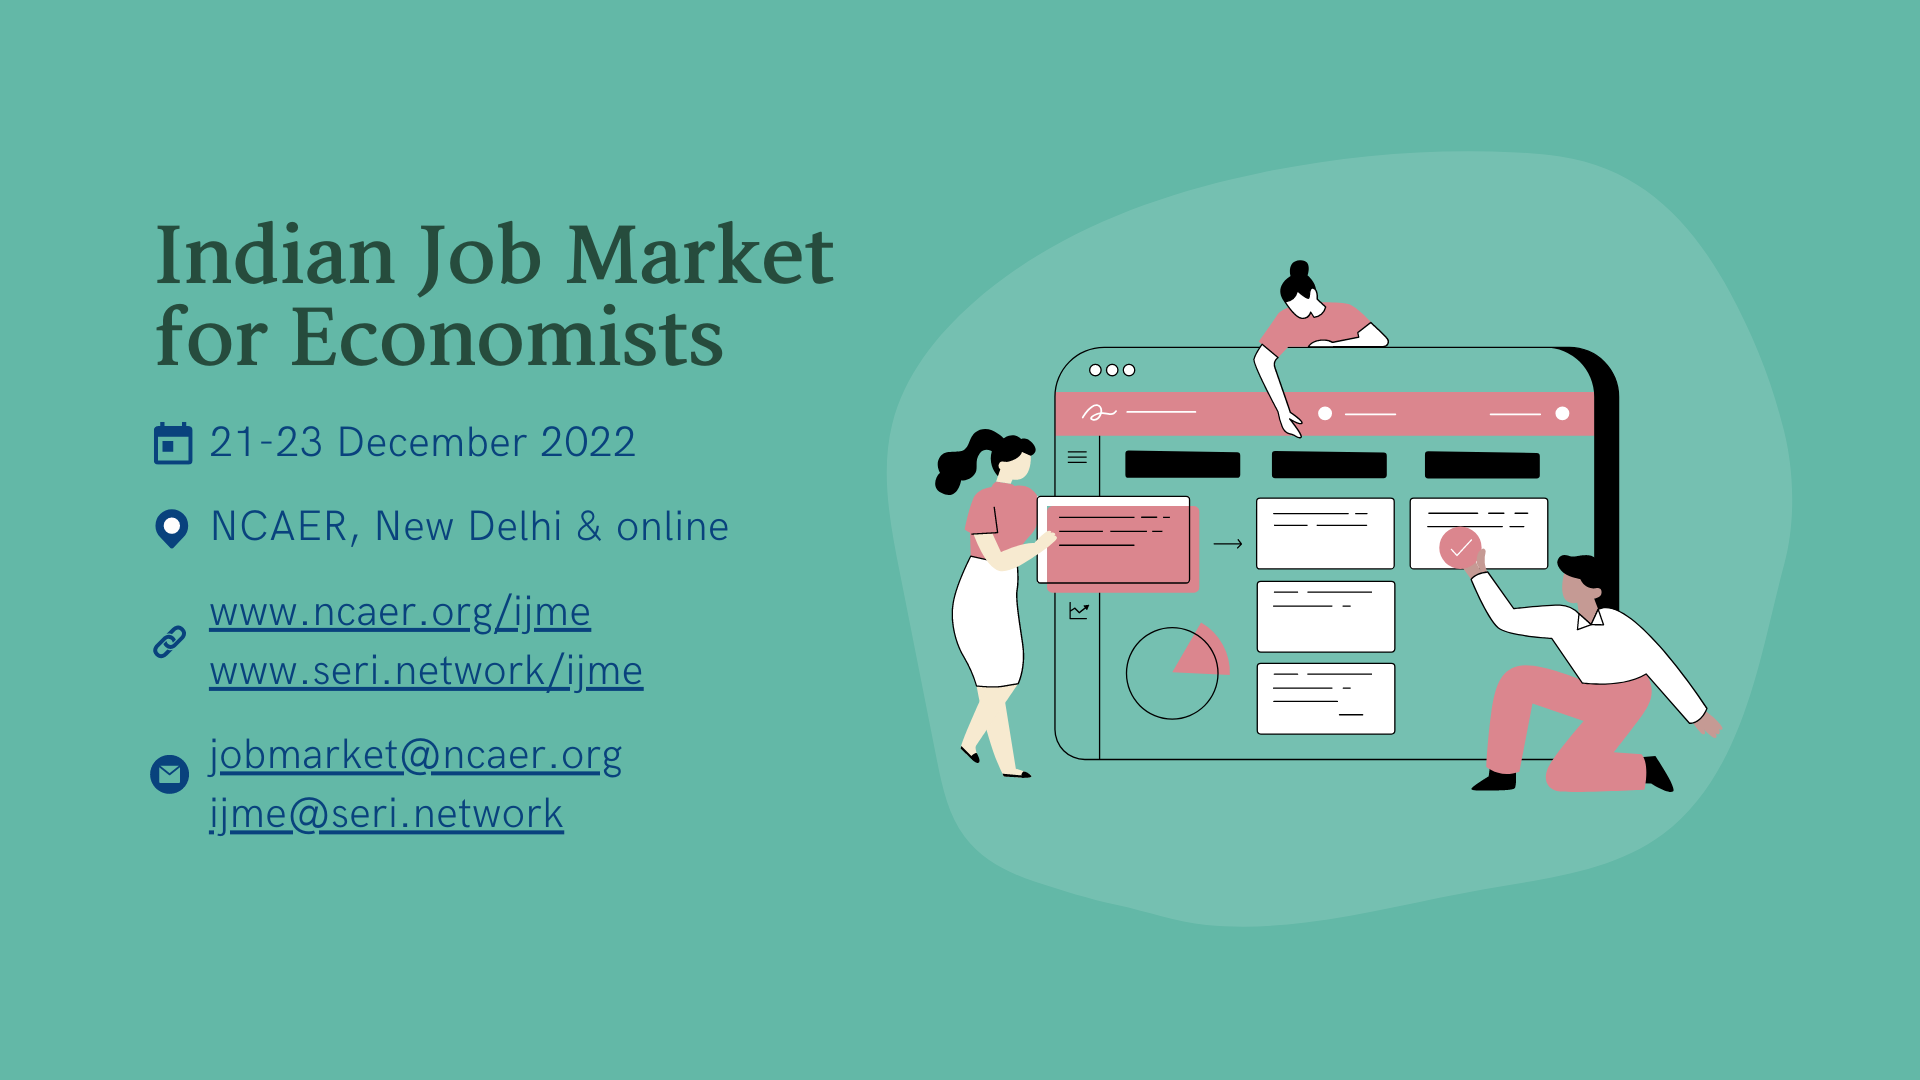 Indian Job Market
for Economists
21-23 December 2022
NCAER, New Delhi & online
www.ncaer.org/ijme
www.seri.network/ijme
jobmarket@ncaer.org
ijme@seri.network